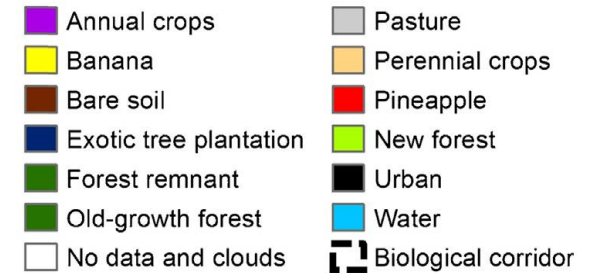 Annual crops
Banana
Bare soil
Exotic tree plantation
Forest remnant
Old-growth forest
No data and clouds
Pasture
Perennial crops
Pineapple
New forest
Urban
Water
Biological corridor